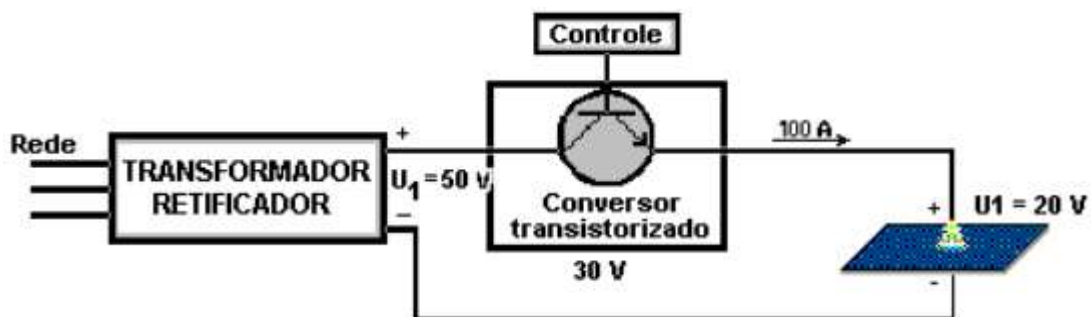 Controle
Rede
TRANSFORMADOR
RETIFICADOR
+
U1 = 50 V
−
Conversor
transistorizado
30 V
100 A
+
U1 = 20 V
-